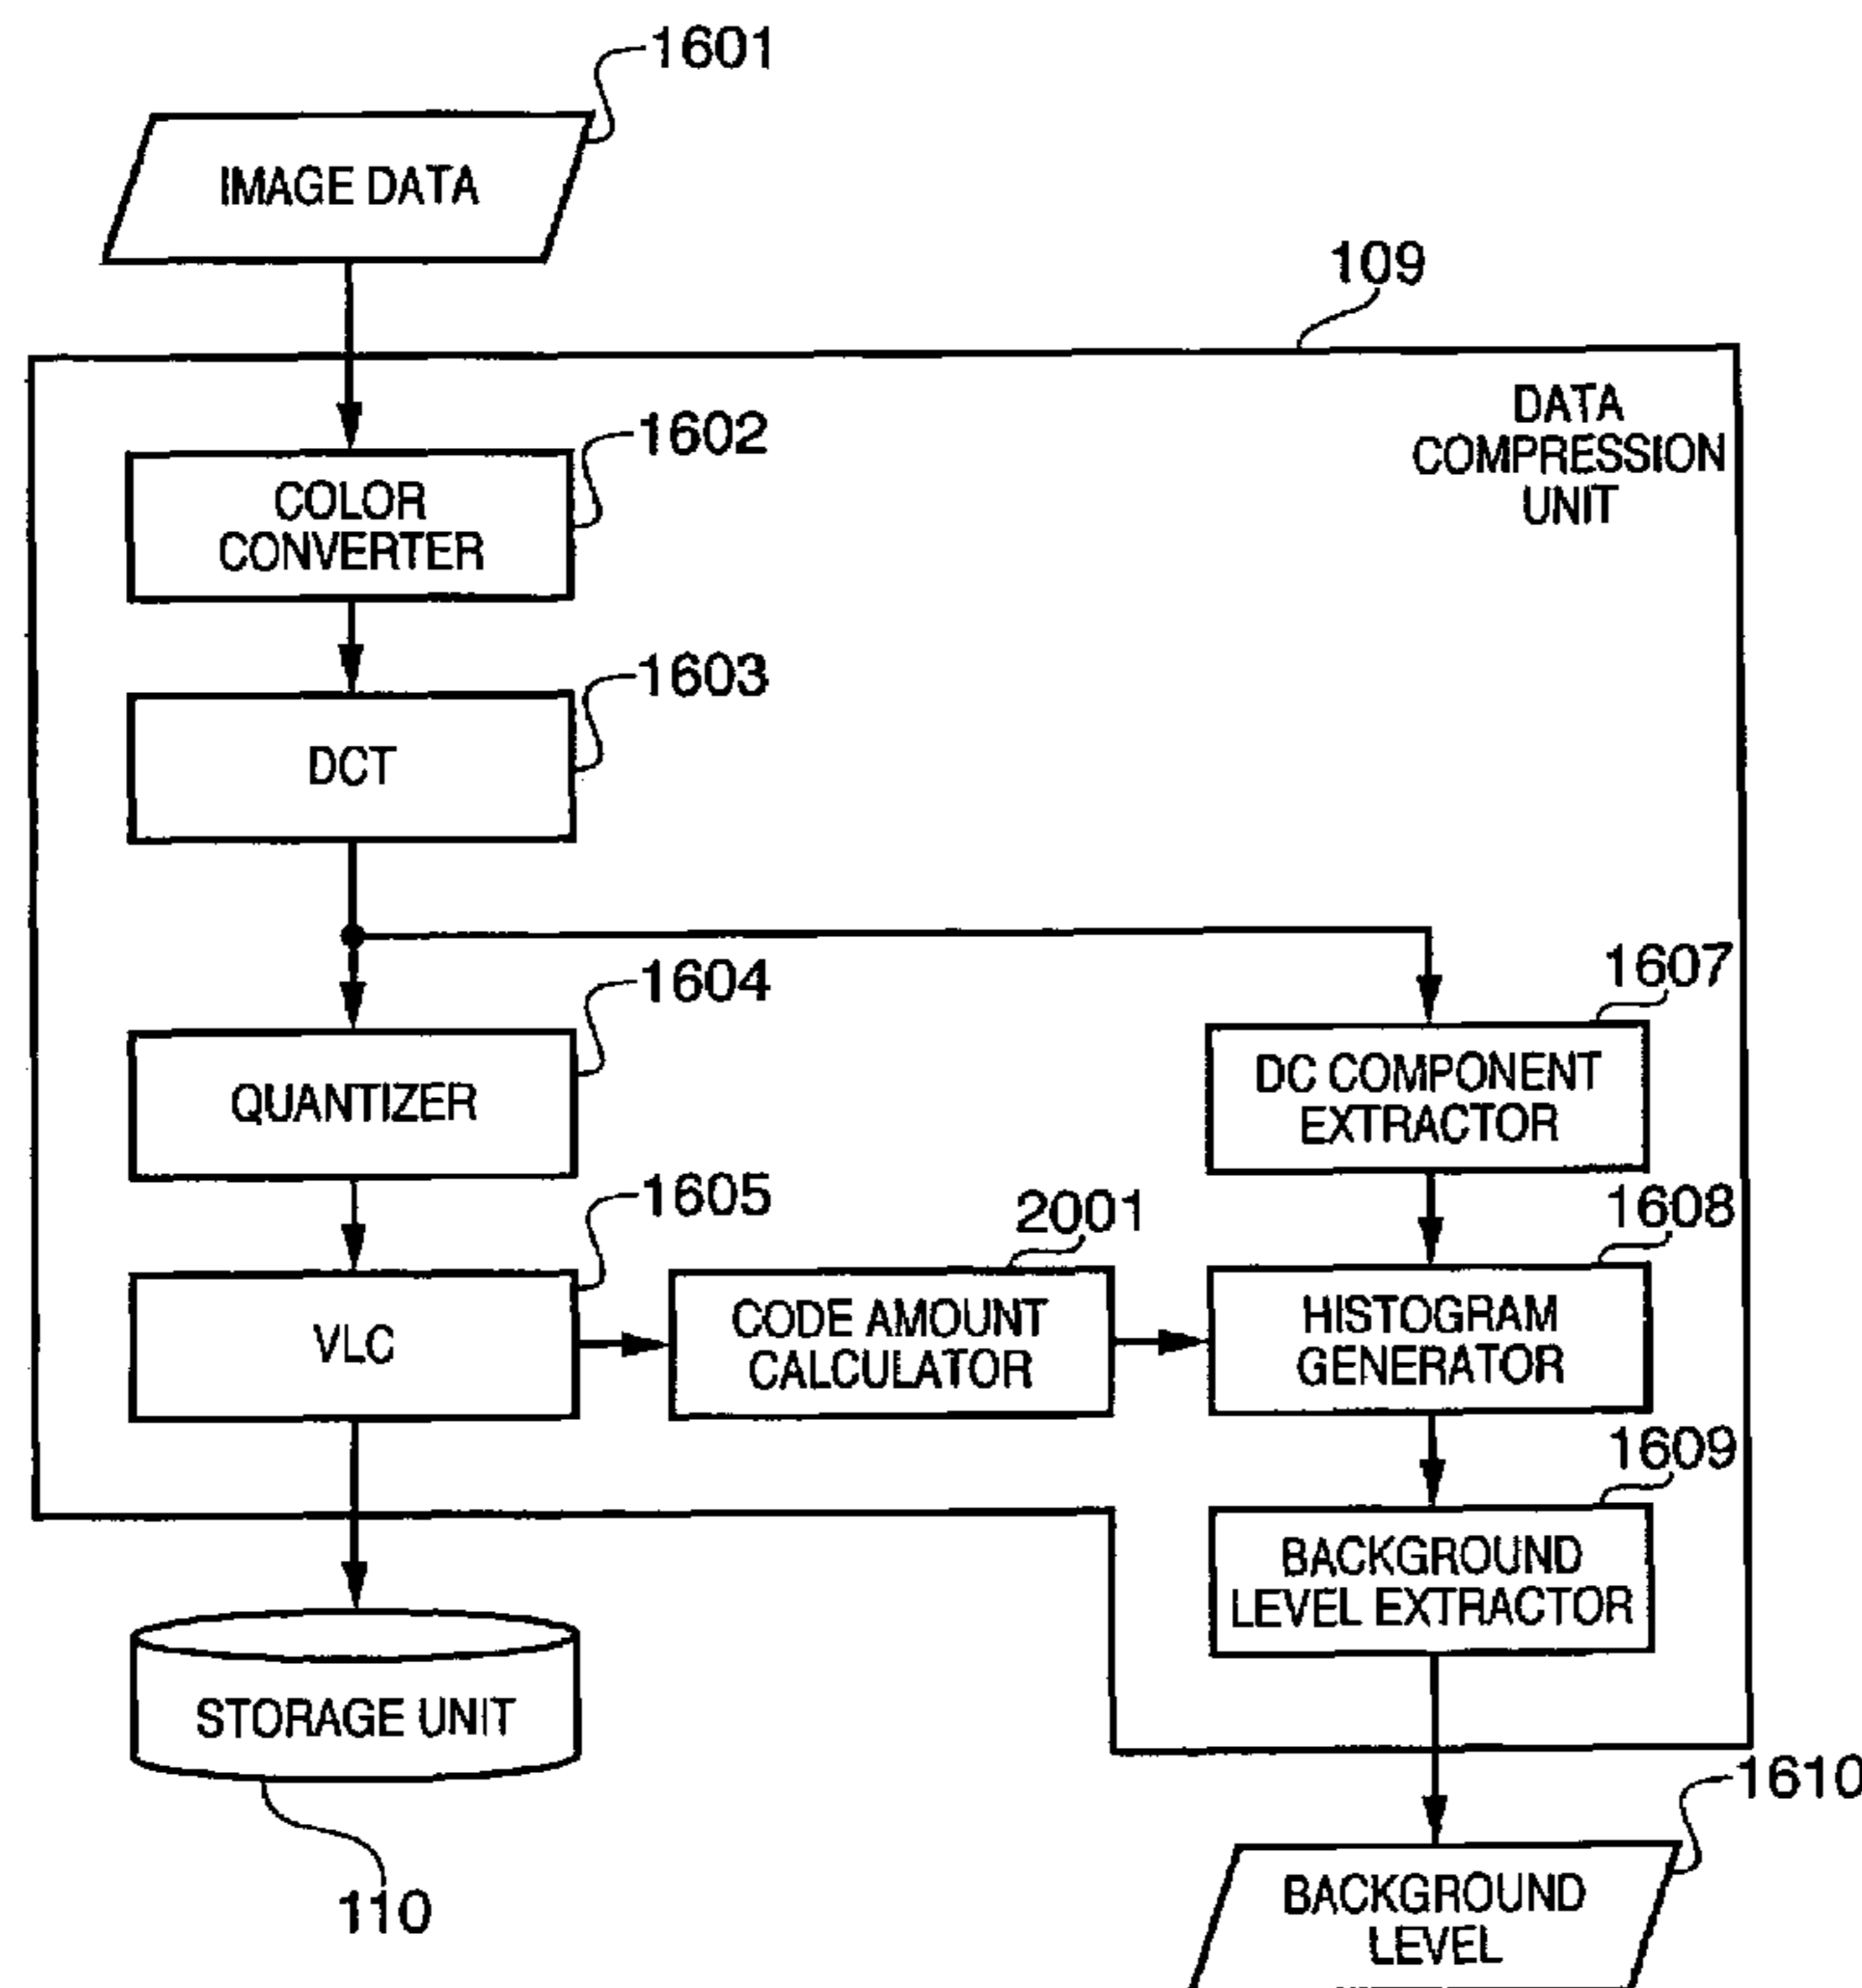 1601
IMAGE DATA
109
DATA
COMPRESSION
UNIT
1602
COLOR
CONVERTER
1603
DCT
1604
QUANTIZER
1607
DC COMPONENT
EXTRACTOR
1605
VLC
2001
CODE AMOUNT
CALCULATOR
1608
HISTOGRAM
GENERATOR
1609
BACKGROUND
LEVEL EXTRACTOR
STORAGE UNIT
110
1610
BACKGROUND
LEVEL